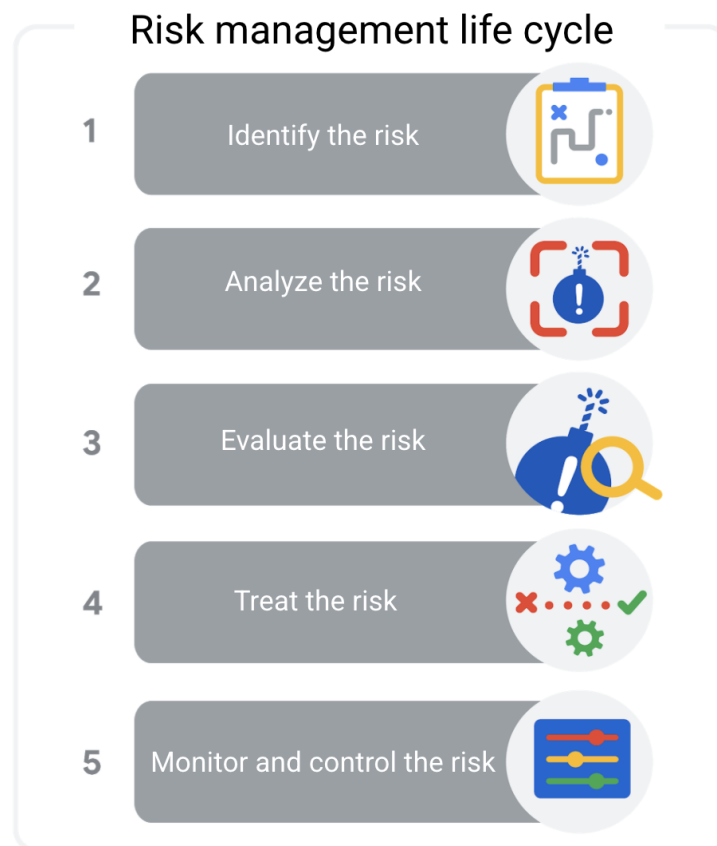 Risk management life cycle
1
Identify the risk
2
Analyze the risk
3
Evaluate the risk
4
Treat the risk
5
Monitor and control the risk